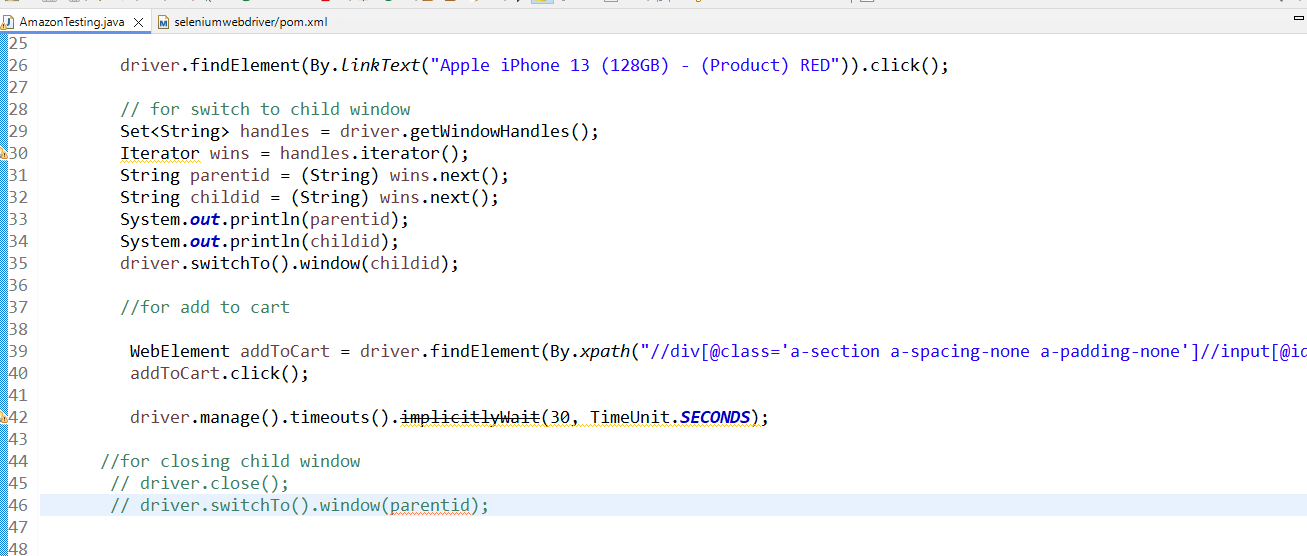 AmazonTesting.java seleniumwebdriver/pom.xml
25
26 driver.findElement(By.linkText("Apple iPhone 13 (128GB) - (Product) RED")).click();
27
28 // for switch to child window
29 Set<String> handles = driver.getWindowHandles();
30 Iterator wins = handles.iterator();
31 String parentid = (String) wins.next();
32 String childid = (String) wins.next();
33 System.out.println(parentid);
34 System.out.println(childid);
35 driver.switchTo().window(childid);
36
37 //for add to cart
38
39 WebElement addToCart = driver.findElement(By.xpath("//div[@class='a-section a-spacing-none a-padding-none']//input[@id
40 addToCart.click();
41
42 driver.manage().timeouts().implicitlyWait(30, TimeUnit.SECONDS);
43
44 //for closing child window
45 // driver.close();
46 // driver.switchTo().window(parentid);
47
48